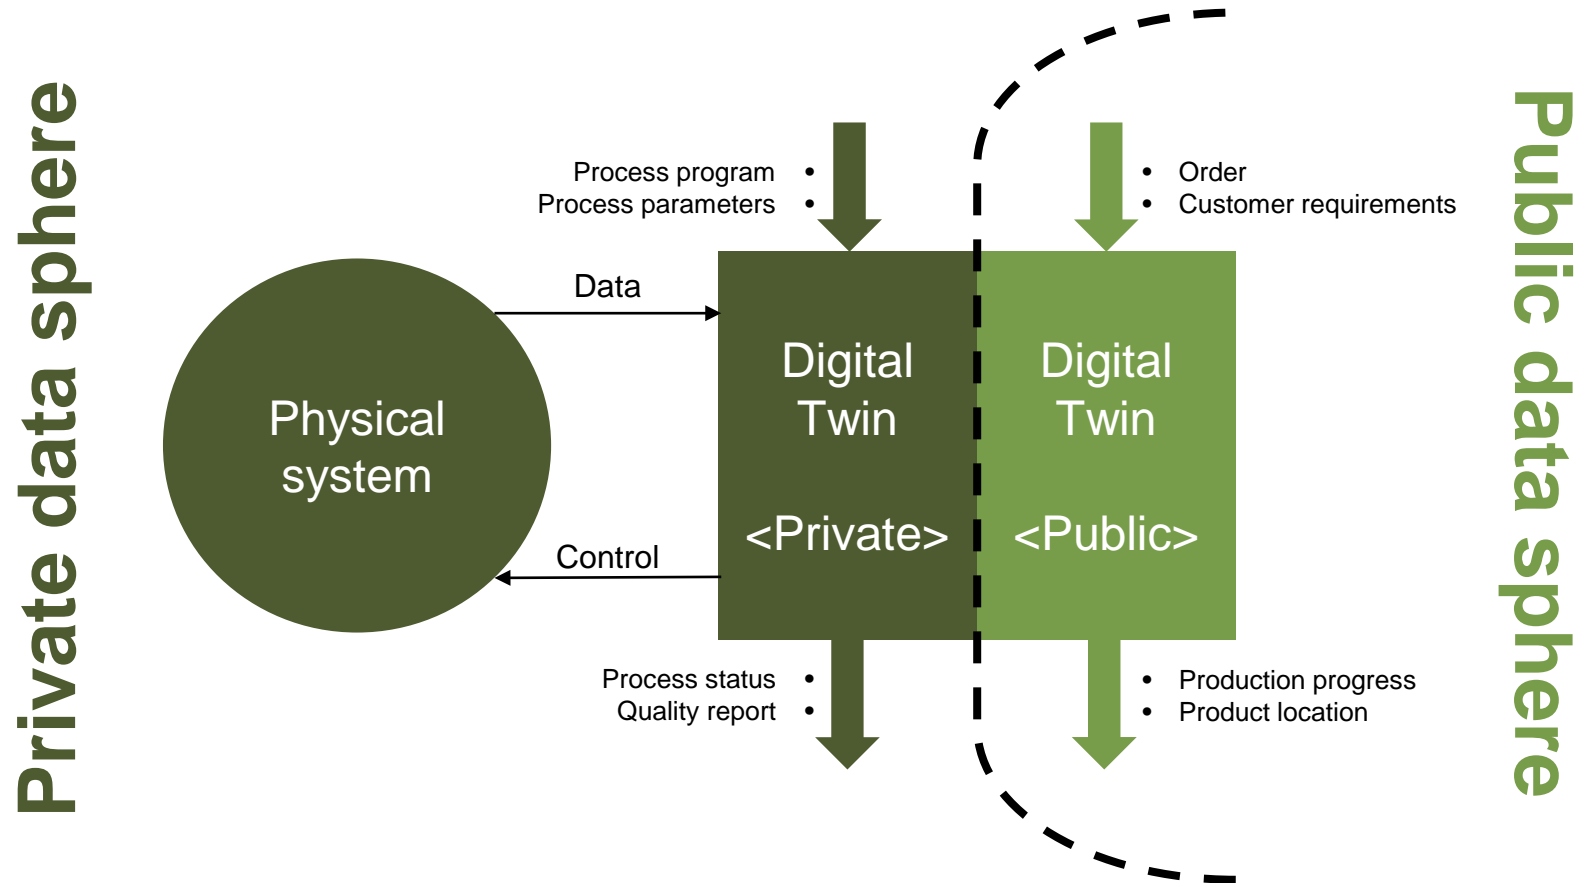 Private data sphere
Process program •
Process parameters •
• Order
• Customer requirements
Data
Physical
system
Control
Digital
Twin
<Private>
Digital
Twin
<Public>
Process status •
Quality report •
• Production progress
• Product location
Public data sphere